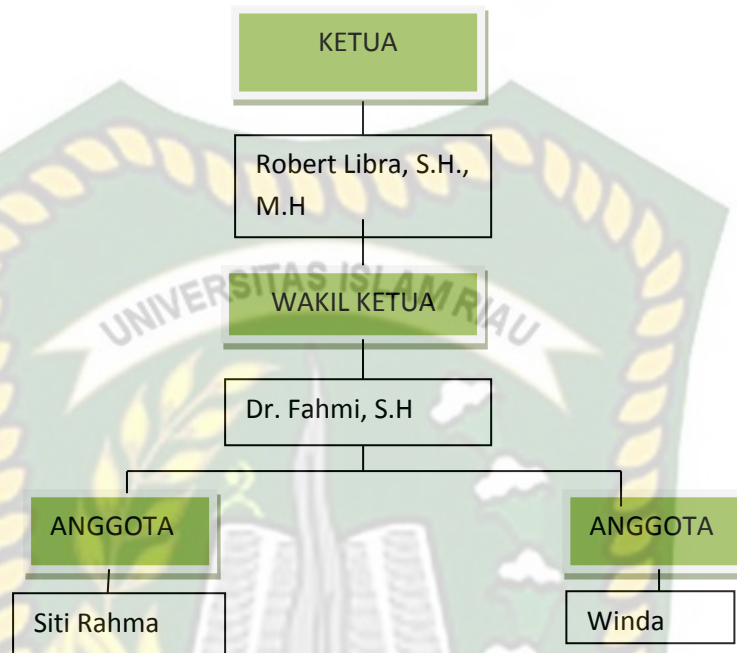 KETUA
Robert Libra, S.H.,
M.H
UNIVERSITAS ISLAM RIAU
WAKIL KETUA
Dr. Fahmi, S.H
ANGGOTA
ANGGOTA
Siti Rahma
Winda